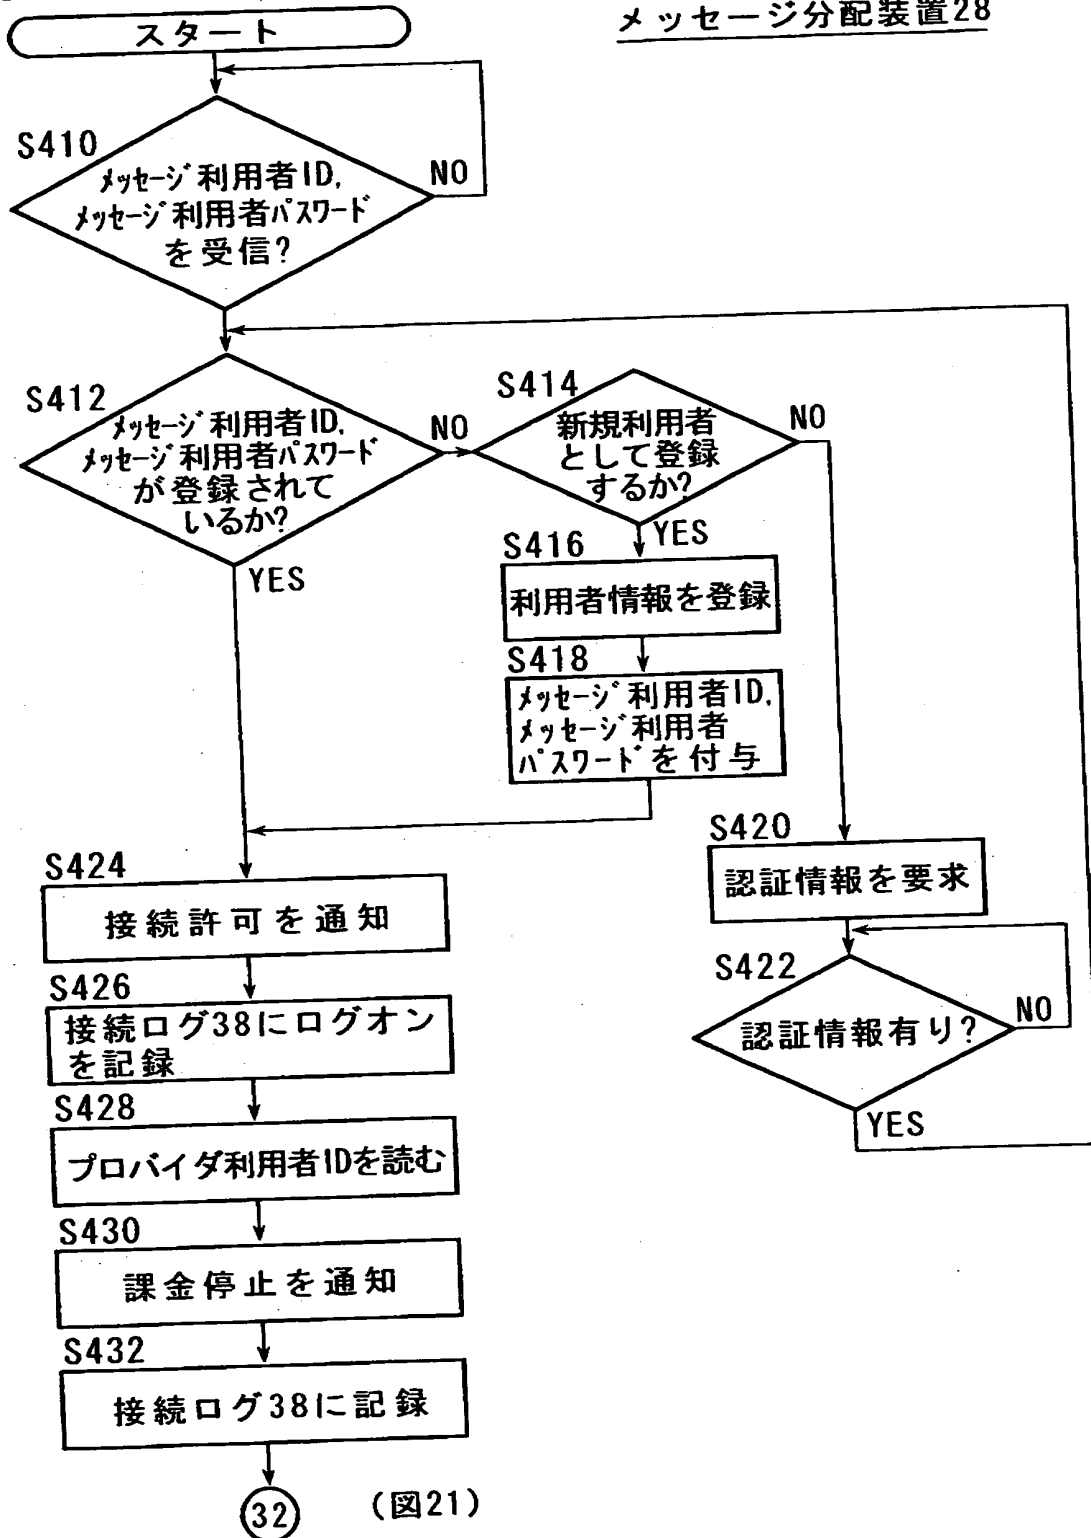 メッセージ分配装置28
スタート
S410
メッセージ利用者ID,
メッセージ利用者パスワード
を受信?
NO
S412
メッセージ利用者ID,
メッセージ利用者パスワード
が登録されて
いるか?
NO
YES
S414
新規利用者
として登録
するか?
NO
YES
S416
利用者情報を登録
S418
メッセージ利用者ID,
メッセージ利用者
パスワードを付与
S420
認証情報を要求
S422
認証情報有り?
NO
YES
S424
接続許可を通知
S426
接続ログ38にログオン
を記録
S428
プロバイダ利用者IDを読む
S430
課金停止を通知
S432
接続ログ38に記録
32
(図21)